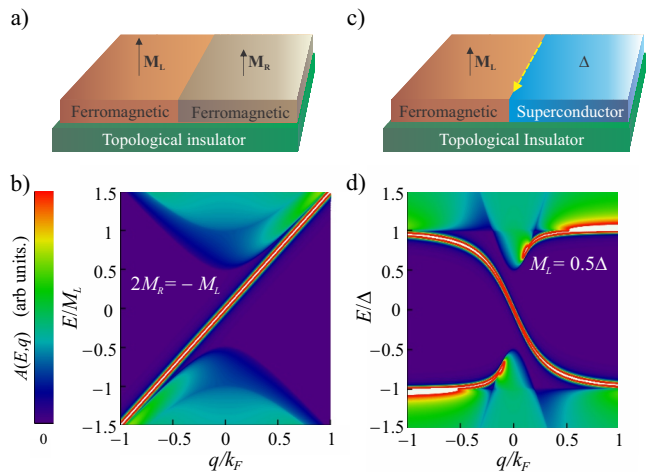 a)
M_L
M_R
Ferromagnetic
Ferromagnetic
Topological insulator
c)
M_L
Δ
Ferromagnetic
Superconductor
Topological Insulator
b)
A(E,q) (arb units.)
0
E/M_L
1.5
1
0.5
0
−0.5
−1
−1.5
2M_R = − M_L
−1
−0.5
0
0.5
1
q/k_F
d)
E/Δ
1.5
1
0.5
0
−0.5
−1
−1.5
M_L = 0.5Δ
−1
−0.5
0
0.5
1
q/k_F